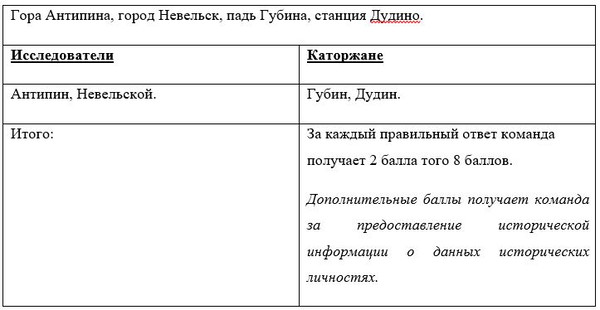 Гора Антипина, город Невельск, падь Губина, станция Дудино.
Исследователи
Каторжане
Антипин, Невельской.
Губин, Дудин.
Итого:
За каждый правильный ответ команда
получает 2 балла того 8 баллов.
Дополнительные баллы получает команда
за предоставление исторической
информации о данных исторических
личностях.